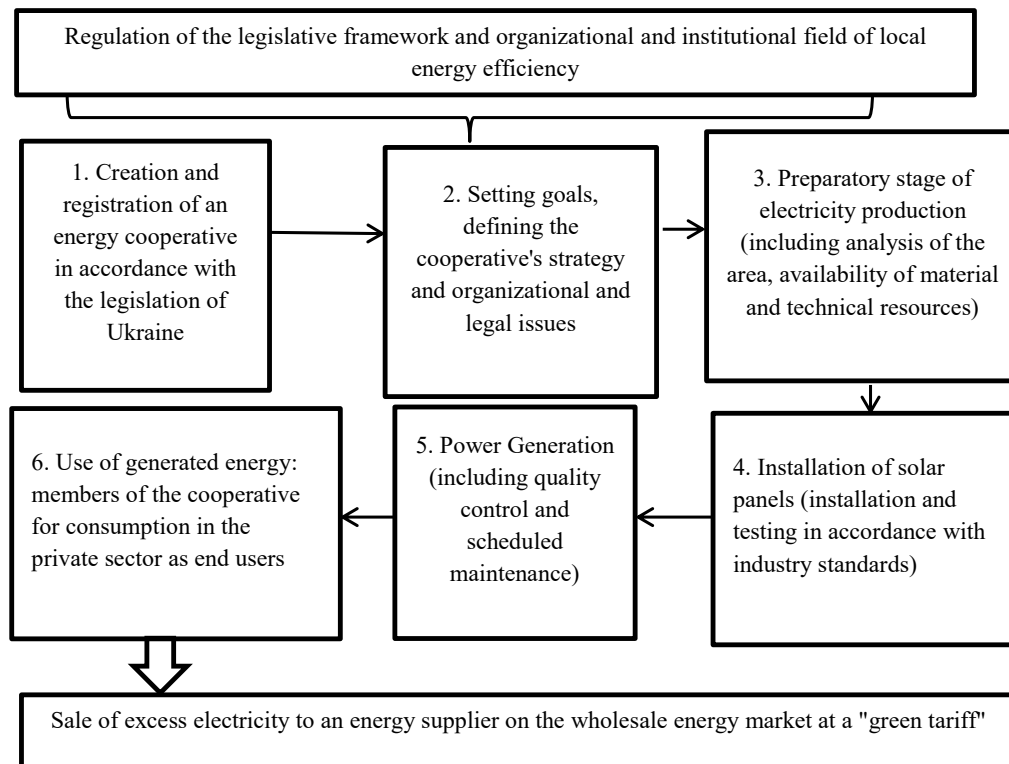 Regulation of the legislative framework and organizational and institutional field of local
energy efficiency
1. Creation and
registration of an
energy cooperative
in accordance with
the legislation of
Ukraine
2. Setting goals,
defining the
cooperative's strategy
and organizational and
legal issues
3. Preparatory stage of
electricity production
(including analysis of the
area, availability of material
and technical resources)
4. Installation of solar
panels (installation and
testing in accordance with
industry standards)
5. Power Generation
(including quality
control and
scheduled
maintenance)
6. Use of generated energy:
members of the cooperative
for consumption in the
private sector as end users
Sale of excess electricity to an energy supplier on the wholesale energy market at a "green tariff"